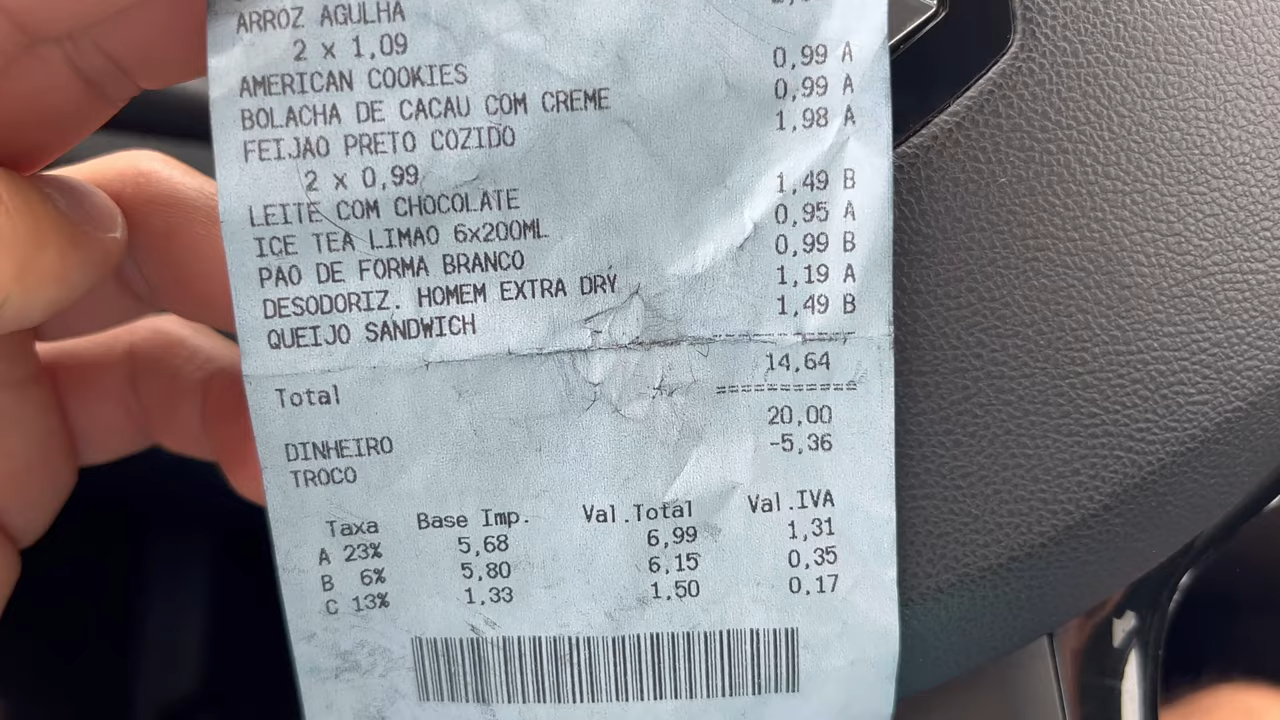 ARROZ AGULHA
2 x 1,09
AMERICAN COOKIES 0,99 A
BOLACHA DE CACAU COM CREME 0,99 A
FEIJAO PRETO COZIDO 1,98 A
2 x 0,99
LEITE COM CHOCOLATE 1,49 B
ICE TEA LIMAO 6x200ML 0,95 A
PAO DE FORMA BRANCO 0,99 B
DESODORIZ. HOMEM EXTRA DRY 1,19 A
QUEIJO SANDWICH 1,49 B
Total 14,64
DINHEIRO 20,00
TROCO -5,36
Taxa Base Imp. Val.Total Val.IVA
A 23% 5,68 6,99 1,31
B 6% 5,80 6,15 0,35
C 13% 1,33 1,50 0,17